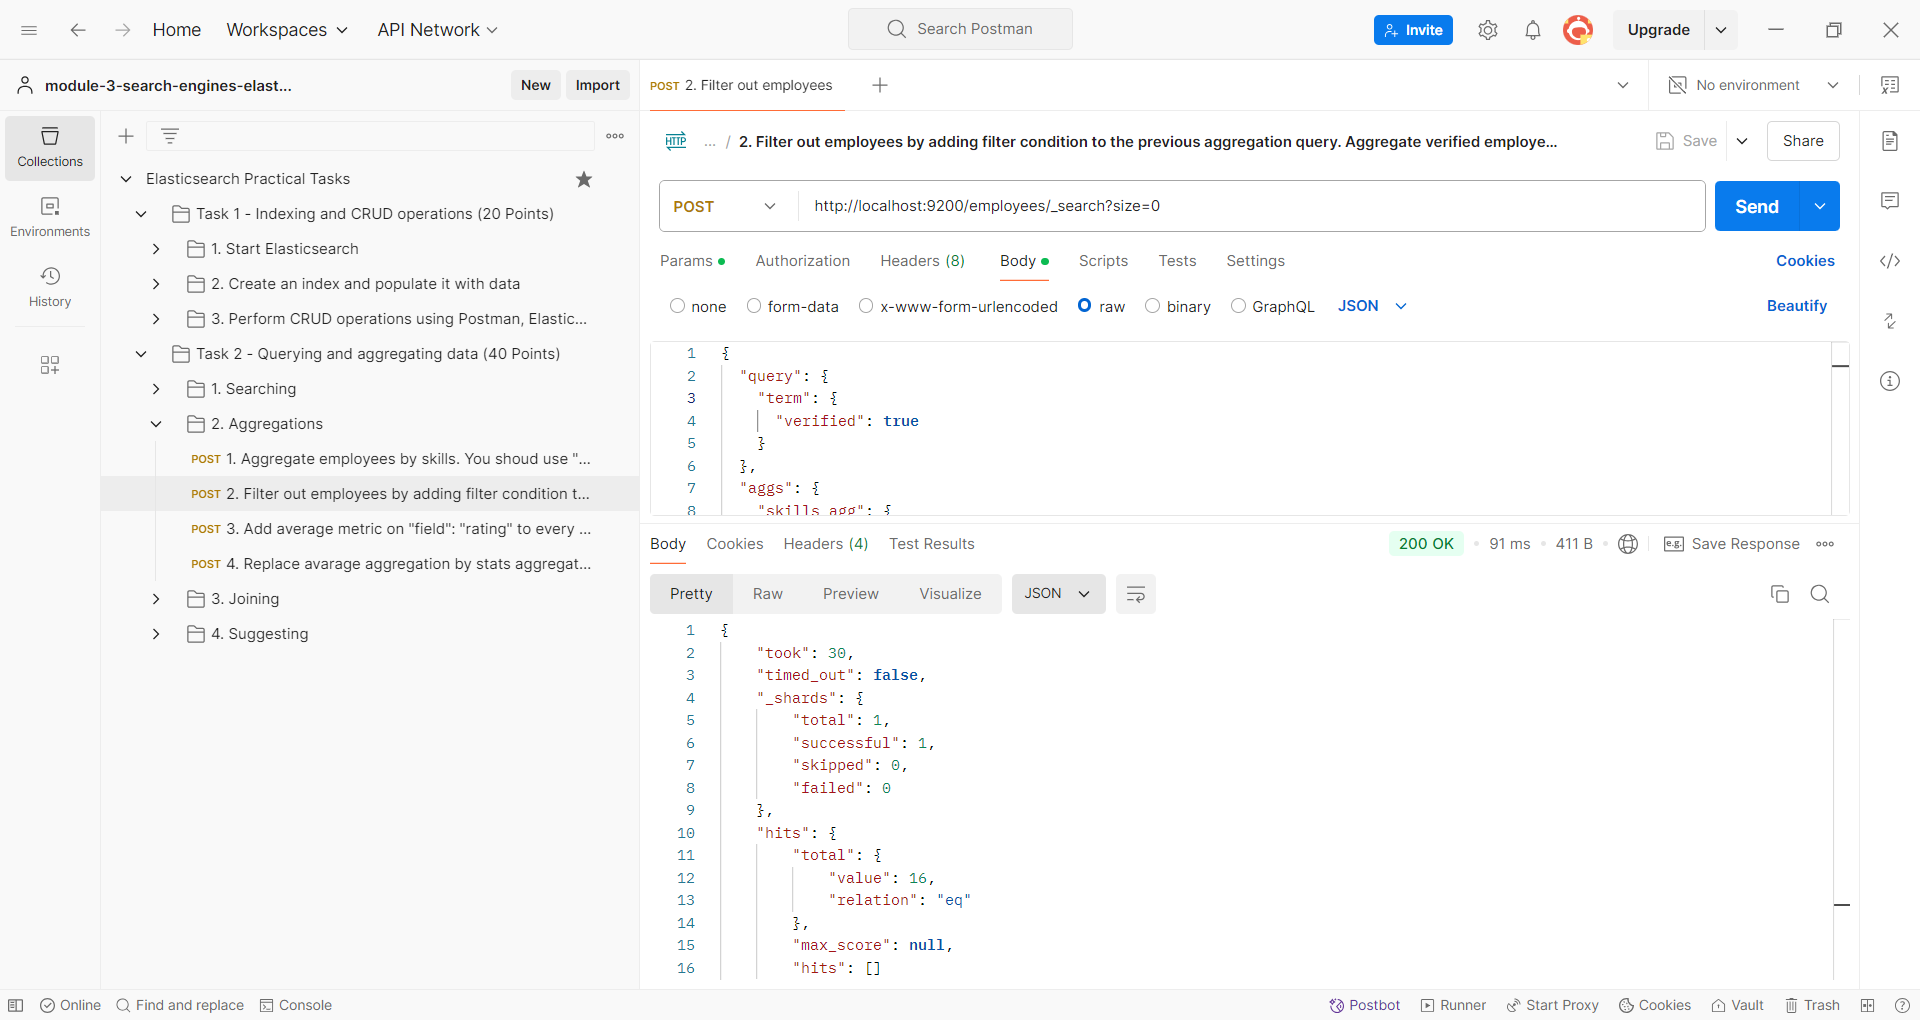 Home
Workspaces
API Network
Search Postman
Invite
Upgrade
module-3-search-engines-elast...
New
Import
POST 2. Filter out employees
No environment
Collections
Environments
History
Elasticsearch Practical Tasks
Task 1 - Indexing and CRUD operations (20 Points)
1. Start Elasticsearch
2. Create an index and populate it with data
3. Perform CRUD operations using Postman, Elastic...
Task 2 - Querying and aggregating data (40 Points)
1. Searching
2. Aggregations
POST 1. Aggregate employees by skills. You shoud use "...
POST 2. Filter out employees by adding filter condition t...
POST 3. Add average metric on "field": "rating" to every ...
POST 4. Replace avarage aggregation by stats aggregat...
3. Joining
4. Suggesting
HTTP ... / 2. Filter out employees by adding filter condition to the previous aggregation query. Aggregate verified employe...
Save
Share
POST
http://localhost:9200/employees/_search?size=0
Send
Params
Authorization
Headers (8)
Body
Scripts
Tests
Settings
Cookies
none
form-data
x-www-form-urlencoded
raw
binary
GraphQL
JSON
Beautify
1 {
2 "query": {
3 "term": {
4 "verified": true
5 }
6 },
7 "aggs": {
8 "skills_agg": {
Body
Cookies
Headers (4)
Test Results
200 OK
91 ms
411 B
e.g. Save Response
Pretty
Raw
Preview
Visualize
JSON
1 {
2 "took": 30,
3 "timed_out": false,
4 "_shards": {
5 "total": 1,
6 "successful": 1,
7 "skipped": 0,
8 "failed": 0
9 },
10 "hits": {
11 "total": {
12 "value": 16,
13 "relation": "eq"
14 },
15 "max_score": null,
16 "hits": []
Online
Find and replace
Console
Postbot
Runner
Start Proxy
Cookies
Vault
Trash